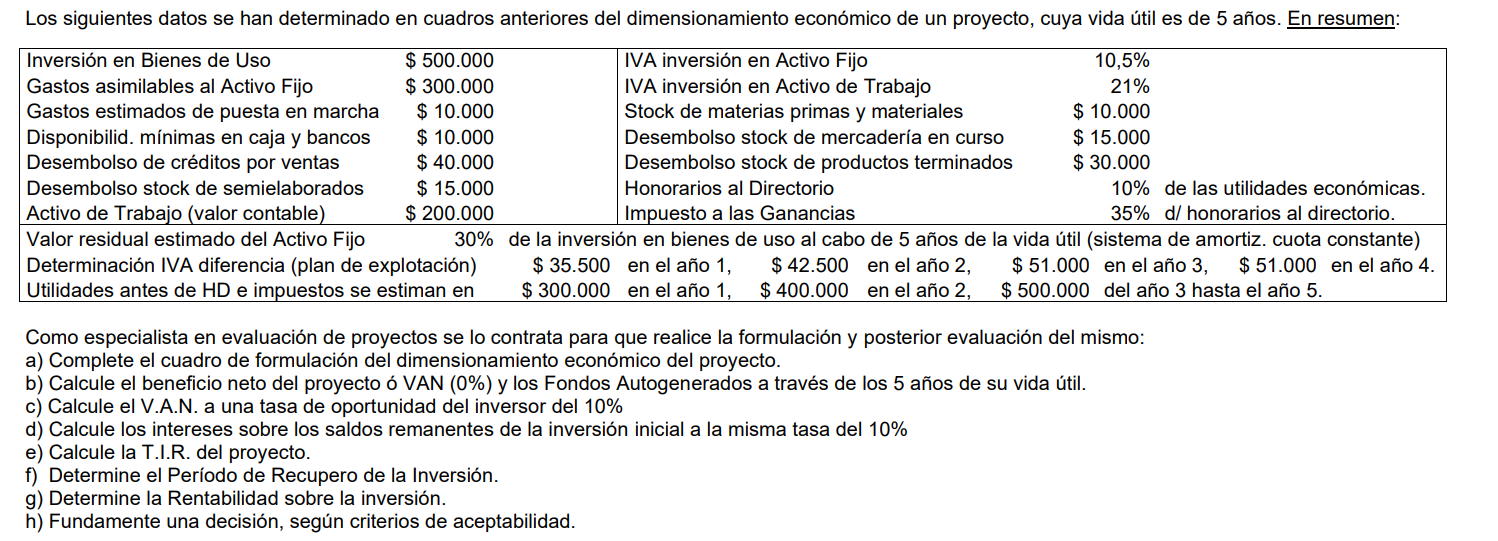 Los siguientes datos se han determinado en cuadros anteriores del dimensionamiento económico de un proyecto, cuya vida útil es de 5 años. En resumen:
Inversión en Bienes de Uso $ 500.000 IVA inversión en Activo Fijo 10,5%
Gastos asimilables al Activo Fijo $ 300.000 IVA inversión en Activo de Trabajo 21%
Gastos estimados de puesta en marcha $ 10.000 Stock de materias primas y materiales $ 10.000
Disponibilid. mínimas en caja y bancos $ 10.000 Desembolso stock de mercadería en curso $ 15.000
Desembolso de créditos por ventas $ 40.000 Desembolso stock de productos terminados $ 30.000
Desembolso stock de semielaborados $ 15.000 Honorarios al Directorio 10% de las utilidades económicas.
Activo de Trabajo (valor contable) $ 200.000 Impuesto a las Ganancias 35% d/ honorarios al directorio.
Valor residual estimado del Activo Fijo 30% de la inversión en bienes de uso al cabo de 5 años de la vida útil (sistema de amortiz. cuota constante)
Determinación IVA diferencia (plan de explotación) $ 35.500 en el año 1, $ 42.500 en el año 2, $ 51.000 en el año 3, $ 51.000 en el año 4.
Utilidades antes de HD e impuestos se estiman en $ 300.000 en el año 1, $ 400.000 en el año 2, $ 500.000 del año 3 hasta el año 5.
Como especialista en evaluación de proyectos se lo contrata para que realice la formulación y posterior evaluación del mismo:
a) Complete el cuadro de formulación del dimensionamiento económico del proyecto.
b) Calcule el beneficio neto del proyecto ó VAN (0%) y los Fondos Autogenerados a través de los 5 años de su vida útil.
c) Calcule el V.A.N. a una tasa de oportunidad del inversor del 10%
d) Calcule los intereses sobre los saldos remanentes de la inversión inicial a la misma tasa del 10%
e) Calcule la T.I.R. del proyecto.
f) Determine el Período de Recupero de la Inversión.
g) Determine la Rentabilidad sobre la inversión.
h) Fundamente una decisión, según criterios de aceptabilidad.